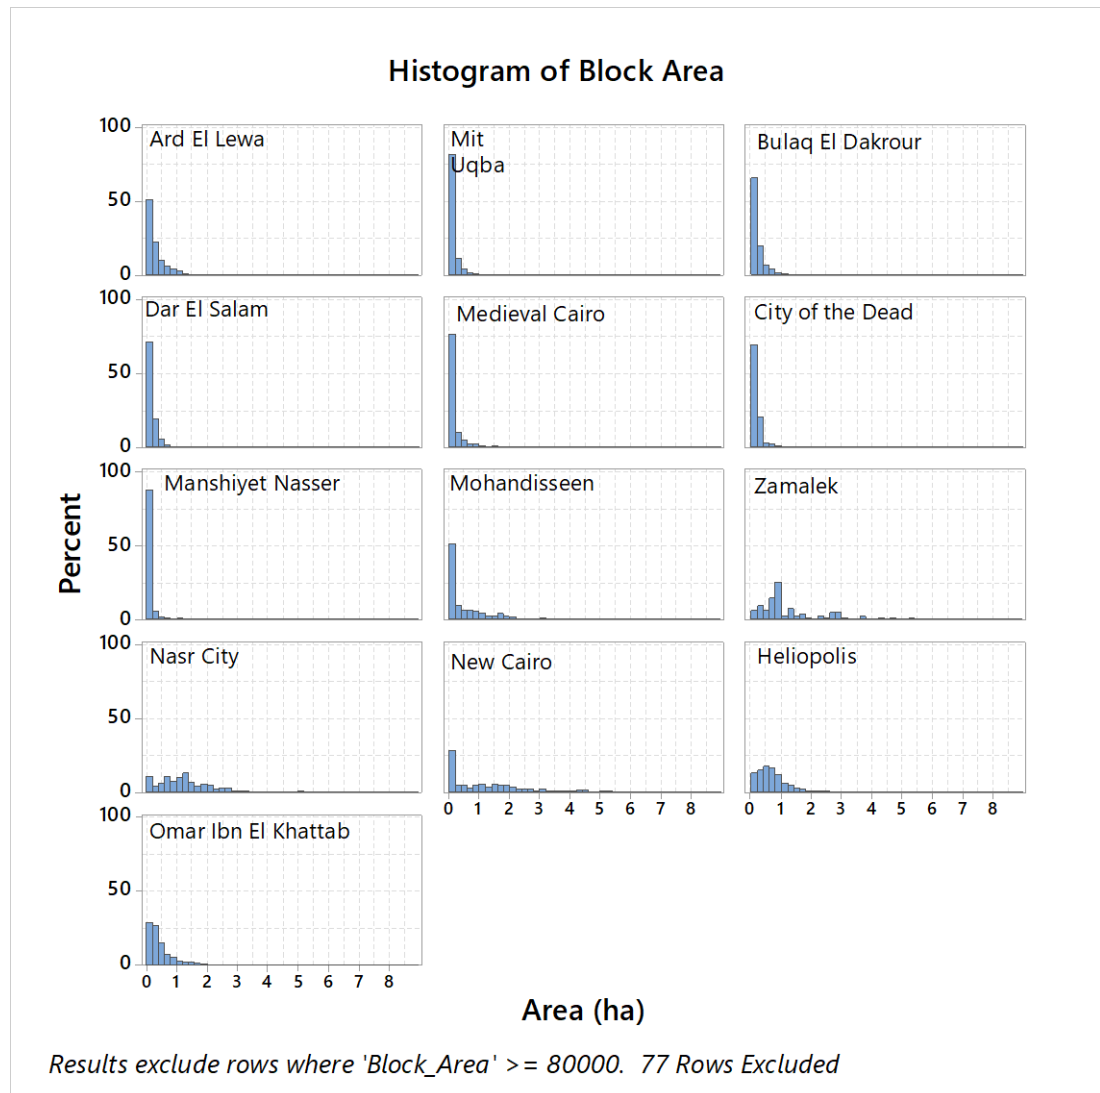 Histogram of Block Area
100
50
0
Ard El Lewa
Mit
Uqba
Bulaq El Dakrour
100
50
0
Dar El Salam
Medieval Cairo
City of the Dead
100
50
0
Manshiyet Nasser
Mohandisseen
Zamalek
Percent
100
50
0
Nasr City
New Cairo
Heliopolis
0 1 2 3 4 5 6 7 8
0 1 2 3 4 5 6 7 8
100
50
0
Omar Ibn El Khattab
0 1 2 3 4 5 6 7 8
Area (ha)
Results exclude rows where 'Block_Area' >= 80000. 77 Rows Excluded